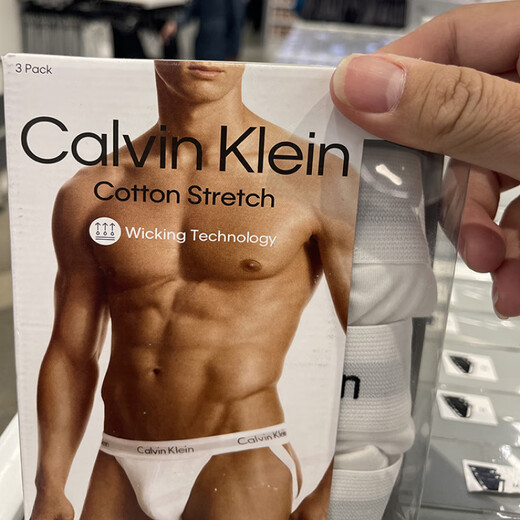 3 Pack
Calvin Klein
Cotton Stretch
Wicking Technology
Calvin Klein
Calvin Klein
n